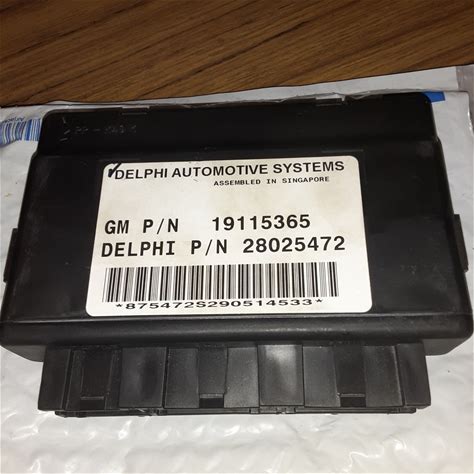 DELPHI AUTOMOTIVE SYSTEMS
ASSEMBLED IN SINGAPORE
GM P/N 19115365
DELPHI P/N 28025472
*875472S290514533*